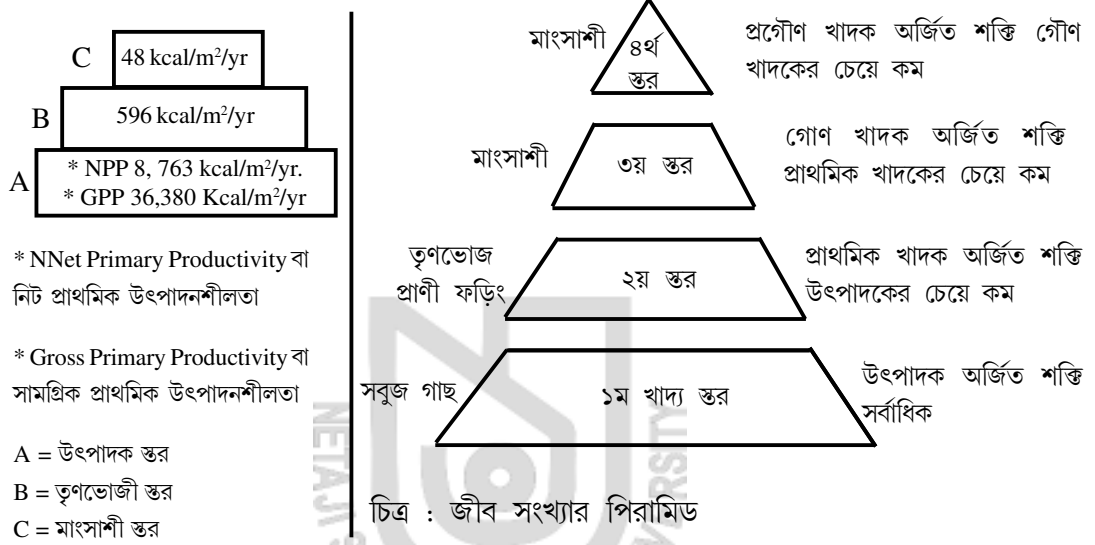 C
48 kcal/m²/yr
B
596 kcal/m²/yr
A
* NPP 8, 763 kcal/m²/yr.
* GPP 36,380 Kcal/m²/yr
* NNet Primary Productivity বা
নিট প্রাথমিক উৎপাদনশীলতা
* Gross Primary Productivity বা
সামগ্রিক প্রাথমিক উৎপাদনশীলতা
A = উৎপাদক স্তর
B = তৃণভোজী স্তর
C = মাংসাশী স্তর
মাংসাশী
৪র্থ
স্তর
প্রগৌণ খাদক অর্জিত শক্তি গৌণ
খাদকের চেয়ে কম
মাংসাশী
৩য় স্তর
গোণ খাদক অর্জিত শক্তি
প্রাথমিক খাদকের চেয়ে কম
তৃণভোজ
প্রাণী ফড়িং
২য় স্তর
প্রাথমিক খাদক অর্জিত শক্তি
উৎপাদকের চেয়ে কম
সবুজ গাছ
১ম খাদ্য স্তর
উৎপাদক অর্জিত শক্তি
সর্বাধিক
চিত্র : জীব সংখ্যার পিরামিড
NETAJI